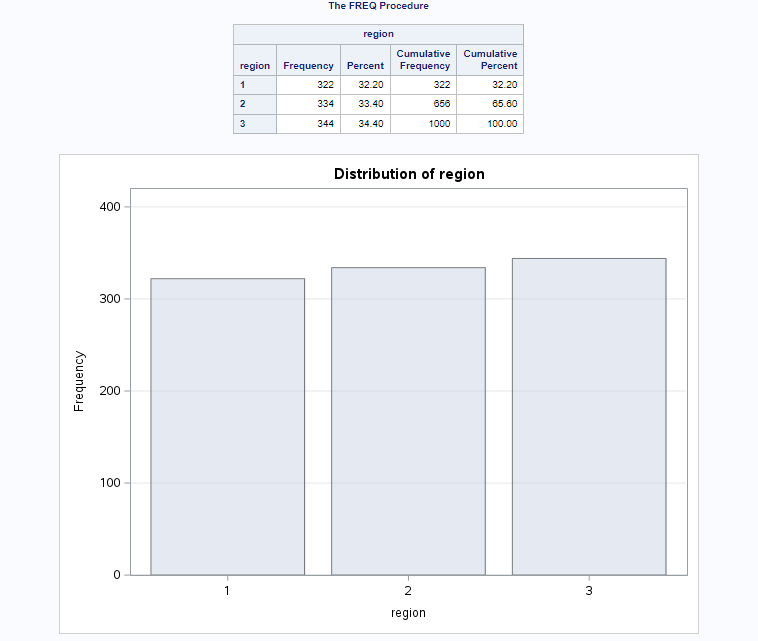 The FREQ Procedure
region
region Frequency Percent Cumulative Frequency Cumulative Percent
1 322 32.20 322 32.20
2 334 33.40 656 65.60
3 344 34.40 1000 100.00
Distribution of region
400
300
200
100
0
Frequency
1 2 3
region